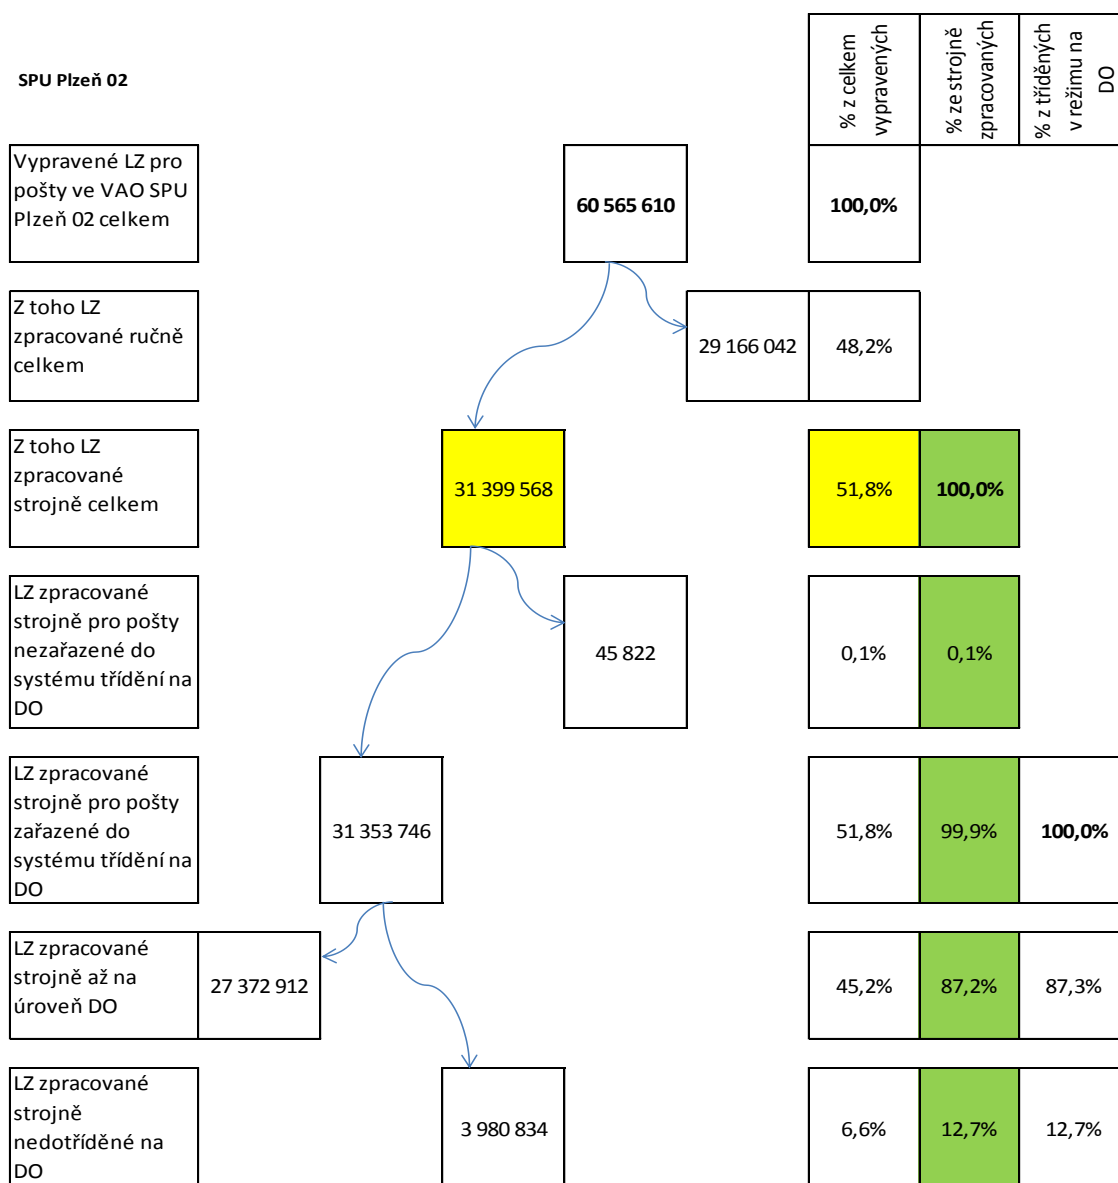 SPU Plzeň 02
% z celkem
vypravených
% ze strojně
zpracovaných
% z tříděných
v režimu na
DO
Vypravené LZ pro
pošty ve VAO SPU
Plzeň 02 celkem
60 565 610
100,0%
Z toho LZ
zpracované ručně
celkem
29 166 042
48,2%
Z toho LZ
zpracované
strojně celkem
31 399 568
51,8%
100,0%
LZ zpracované
strojně pro pošty
nezařazené do
systému třídění na
DO
45 822
0,1%
0,1%
LZ zpracované
strojně pro pošty
zařazené do
systému třídění na
DO
31 353 746
51,8%
99,9%
100,0%
LZ zpracované
strojně až na
úroveň DO
27 372 912
45,2%
87,2%
87,3%
LZ zpracované
strojně
nedotříděné na
DO
3 980 834
6,6%
12,7%
12,7%